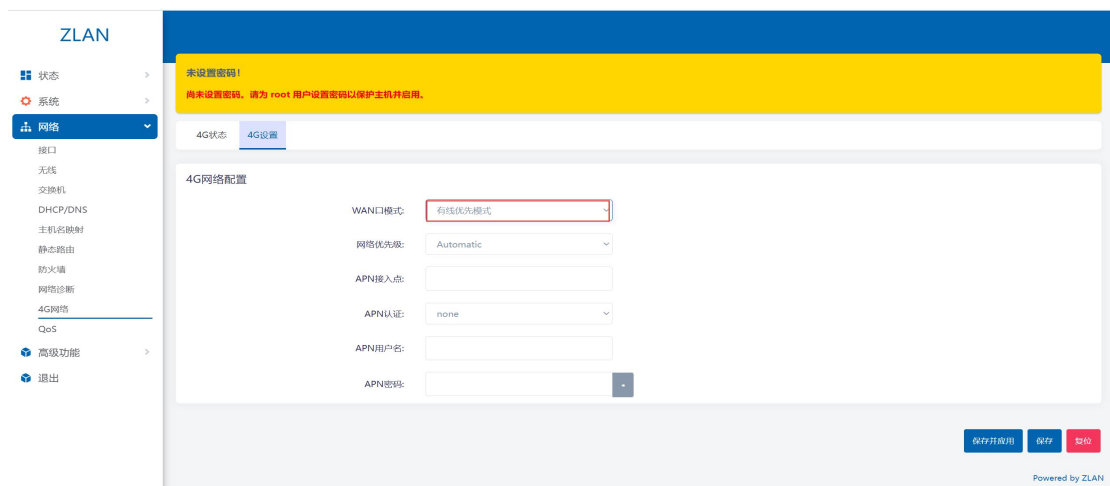 ZLAN
状态
系统
网络
接口
无线
交换机
DHCP/DNS
主机名映射
静态路由
防火墙
网络诊断
4G网络
QoS
高级功能
退出
未设置密码！
尚未设置密码。请为 root 用户设置密码以保护主机并启用。
4G状态 4G设置
4G网络配置
WAN口模式: 有线优先模式
网络优先级: Automatic
APN接入点:
APN认证: none
APN用户名:
APN密码:
保存并应用 保存 复位
Powered by ZLAN